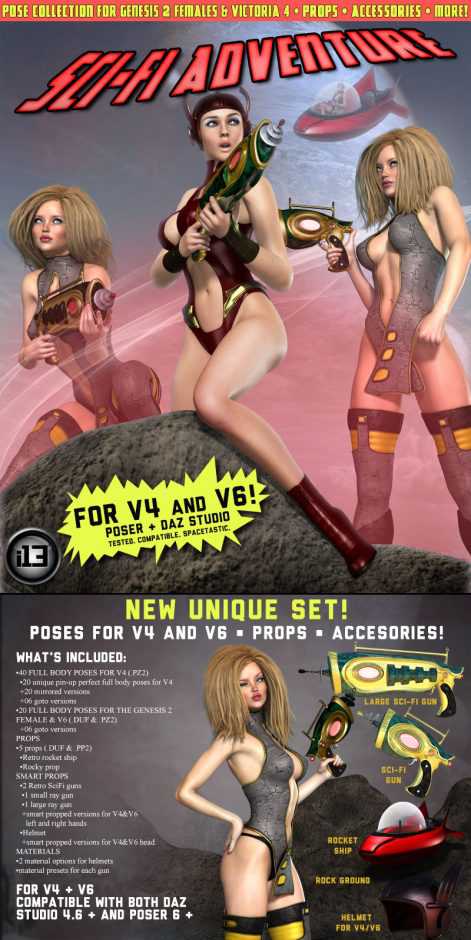 POSE COLLECTION FOR GENESIS 2 FEMALES & VICTORIA 4 • PROPS • ACCESSORIES • MORE!
SCI-FI ADVENTURE
FOR V4 AND V6!
POSER + DAZ STUDIO
TESTED. COMPATIBLE. SPACETASTIC.
i13
NEW UNIQUE SET!
POSES FOR V4 AND V6 • PROPS • ACCESORIES!
WHAT'S INCLUDED:
•40 FULL BODY POSES FOR V4 (.PZ2)
•20 unique pin-up perfect full body poses for V4
+20 mirrored versions
+06 goto versions
•20 FULL BODY POSES FOR THE GENESIS 2
FEMALE & V6 (.DUF & .PZ2)
+06 goto versions
PROPS
•5 props (.DUF & .PP2)
•Retro rocket ship
•Rocky prop
SMART PROPS
•2 Retro SciFi guns
•1 small ray gun
•1 large ray gun
+smart propped versions for V4&V6
left and right hands
•Helmet
+smart propped versions for V4&V6 head
MATERIALS
•2 material options for helmets
•material presets for each gun
FOR V4 + V6
COMPATIBLE WITH BOTH DAZ
STUDIO 4.6 + AND POSER 6 +
LARGE SCI-FI GUN
SCI-FI
GUN
ROCKET
SHIP
ROCK GROUND
HELMET
FOR V4/V6